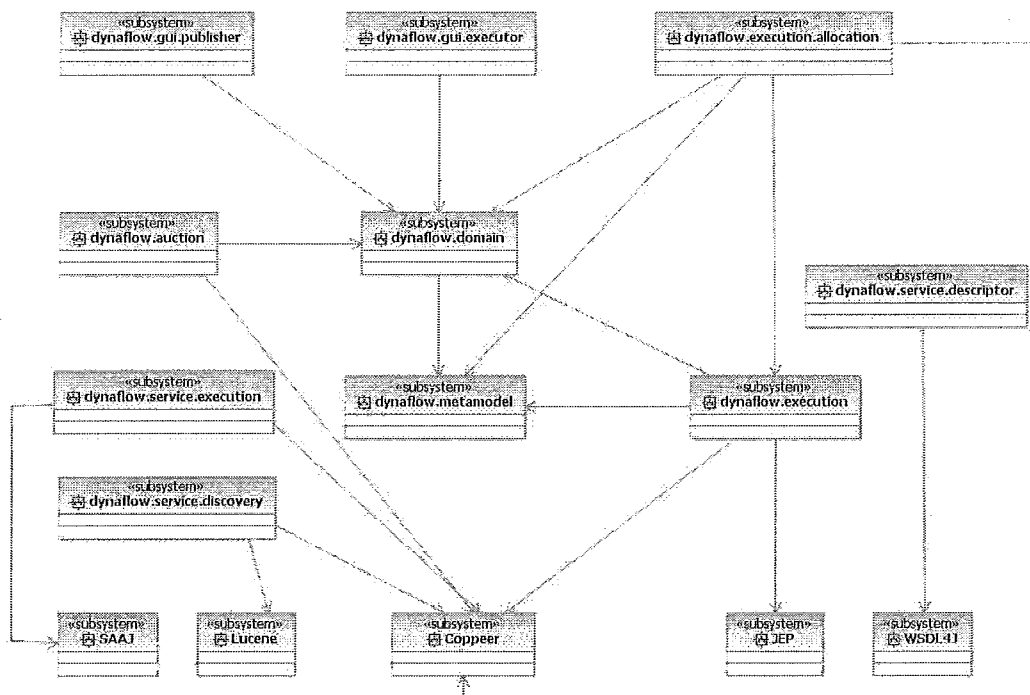 «subsystem»
dynaflow.gui.publisher
«subsystem»
dynaflow.gui.executor
«subsystem»
dynaflow.execution.allocation
«subsystem»
dynaflow.auction
«subsystem»
dynaflow.domain
«subsystem»
dynaflow.service.descriptor
«subsystem»
dynaflow.service.execution
«subsystem»
dynaflow.metamodel
«subsystem»
dynaflow.execution
«subsystem»
dynaflow.service.discovery
«subsystem»
SAAJ
«subsystem»
Lucene
«subsystem»
Coppeer
«subsystem»
JEP
«subsystem»
WSDL4J